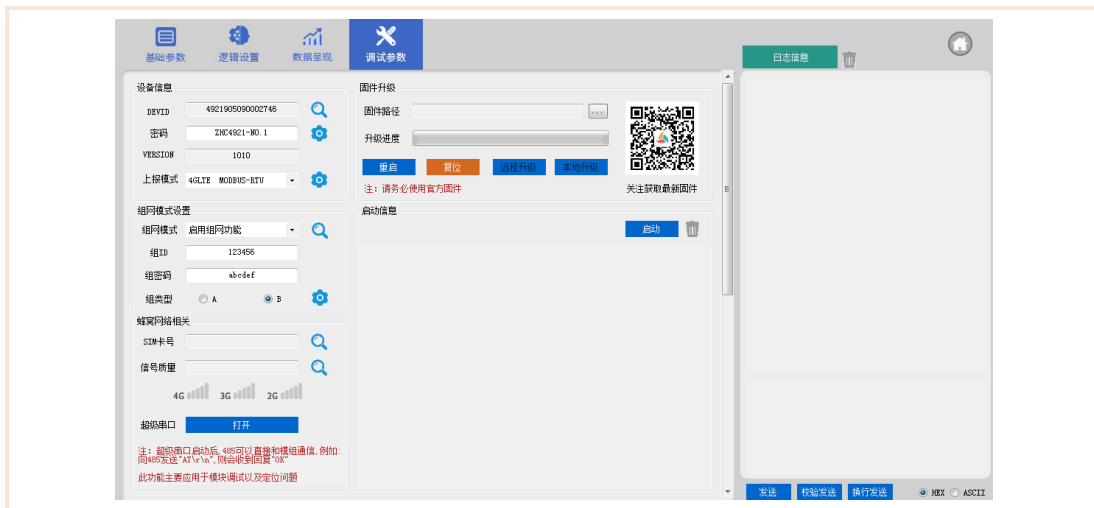 基础参数
逻辑设置
数据呈现
调试参数
日志信息
设备信息
DEVID 4921905090002746
密码 ZHC4921-NO.1
VERSION 1010
上报模式 4GLTE MODBUS-RTU
组网模式设置
组网模式 启用组网功能
组ID 123456
组密码 abcdef
组类型 A B
蜂窝网络相关
SIM卡号
信号质量
4G 3G 2G
超级串口 打开
注：超级串口启动后,485可以直接和模组通信,例如:
向485发送"AT\r\n",则会收到回复"OK"
此功能主要应用于模块调试以及定位问题
固件升级
固件路径 ...
升级进度
重启 复位 远程升级 本地升级
注：请务必使用官方固件
关注获取最新固件
启动信息
启动
发送 校验发送 换行发送 HEX ASCII